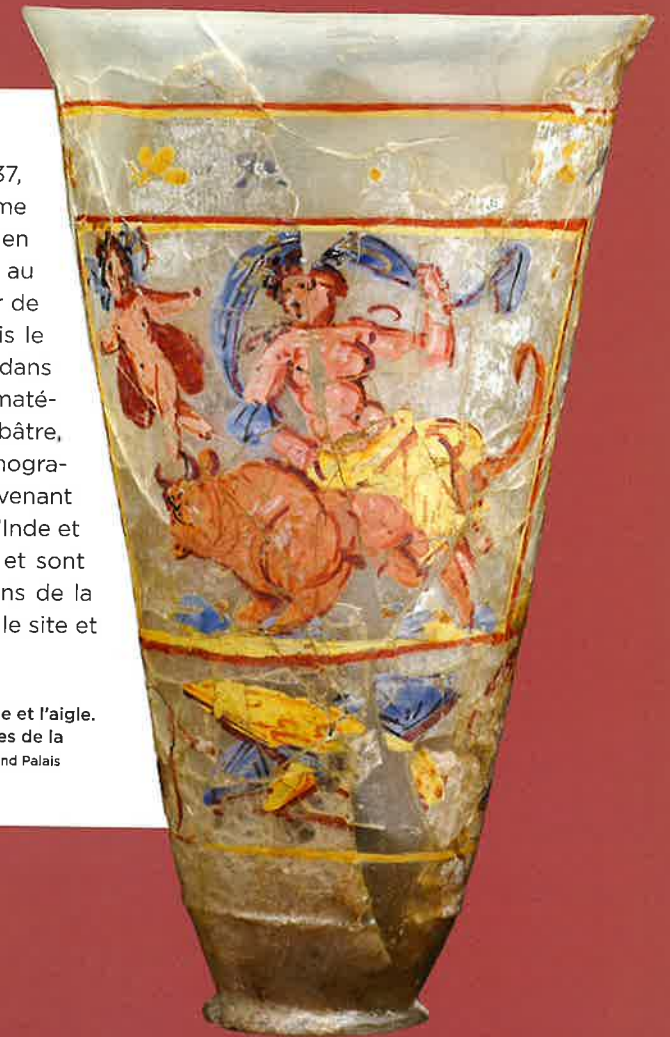 37,
me
en
au
r de
is le
dans
maté-
bâtre,
nogra-
venant
'Inde et
et sont
ns de la
le site et
e et l'aigle.
es de la
nd Palais